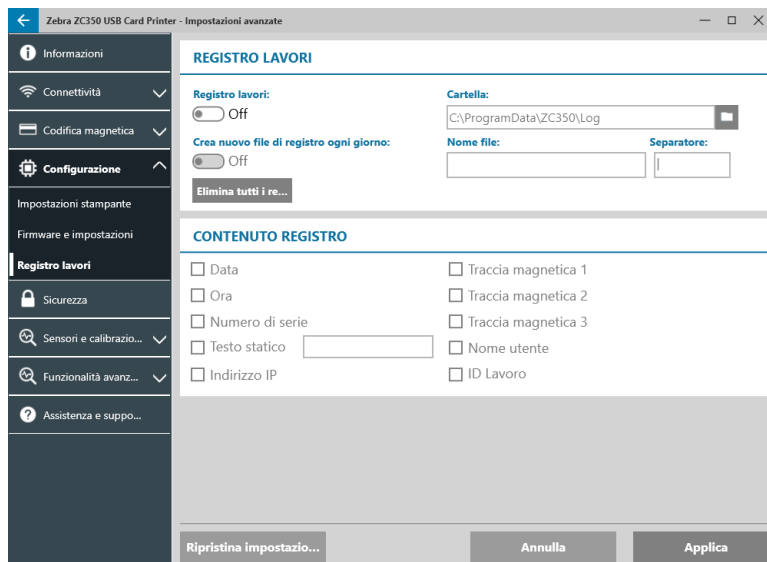 Zebra ZC350 USB Card Printer - Impostazioni avanzate
Informazioni
Connettività
Codifica magnetica
Configurazione
Impostazioni stampante
Firmware e impostazioni
Registro lavori
Sicurezza
Sensori e calibrazio...
Funzionalità avanz...
Assistenza e suppo...
REGISTRO LAVORI
Registro lavori:
Off
Crea nuovo file di registro ogni giorno:
Off
Elimina tutti i re...
Cartella:
C:\ProgramData\ZC350\Log
Nome file:
Separatore:
CONTENUTO REGISTRO
Data
Ora
Numero di serie
Testo statico
Indirizzo IP
Traccia magnetica 1
Traccia magnetica 2
Traccia magnetica 3
Nome utente
ID Lavoro
Ripristina impostazio...
Annulla
Applica